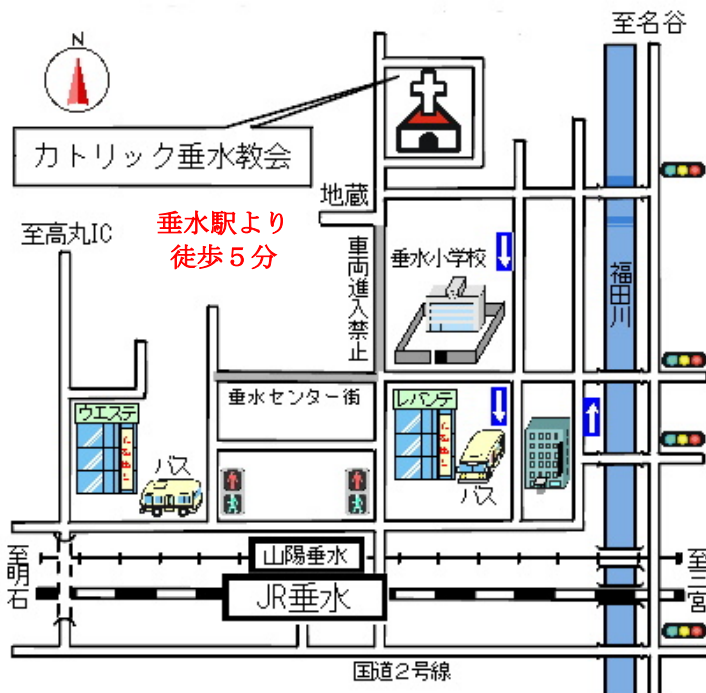 至名谷
N
カトリック垂水教会
地蔵
垂水駅より
徒歩５分
至高丸IC
車両進入禁止
垂水小学校
福田川
垂水センター街
ウエステ
レバンテ
バス
バス
山陽垂水
JR垂水
至明石
至三宮
国道２号線